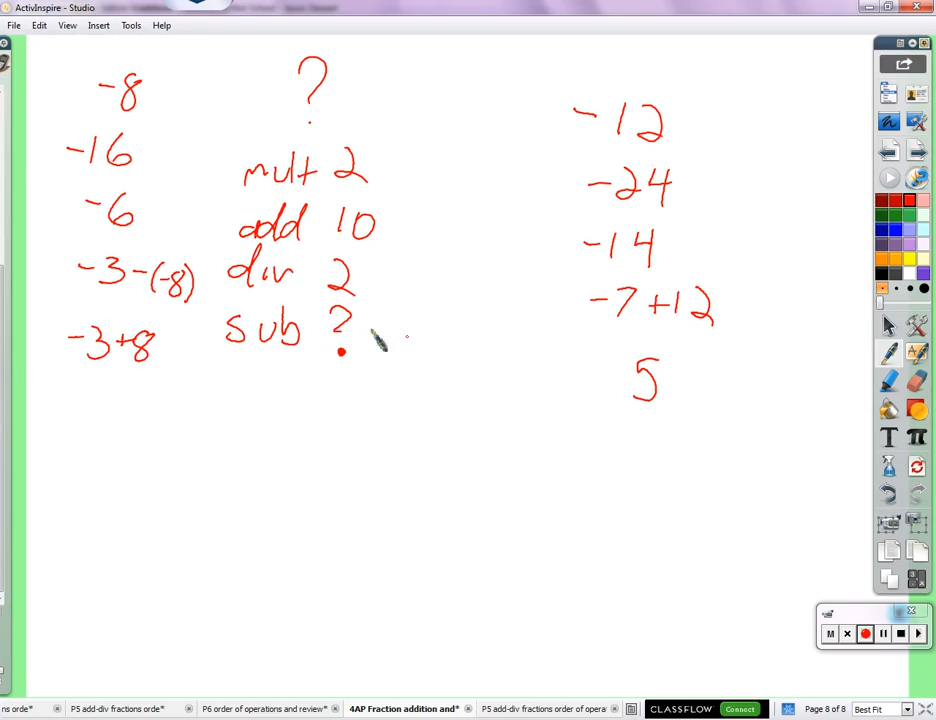 ActivInspire - Studio
File Edit View Insert Tools Help
-8
?
-16
mult 2
-6
add 10
-3-(-8)
div 2
-3+8
sub ?
-12
-24
-14
-7+12
5
M
ns orde*
P5 add-div fractions orde*
P6 order of operations and review*
4AP Fraction addition and*
P5 add-div fractions order of opera
CLASSFLOW Connect
Page 8 of 8
Best Fit